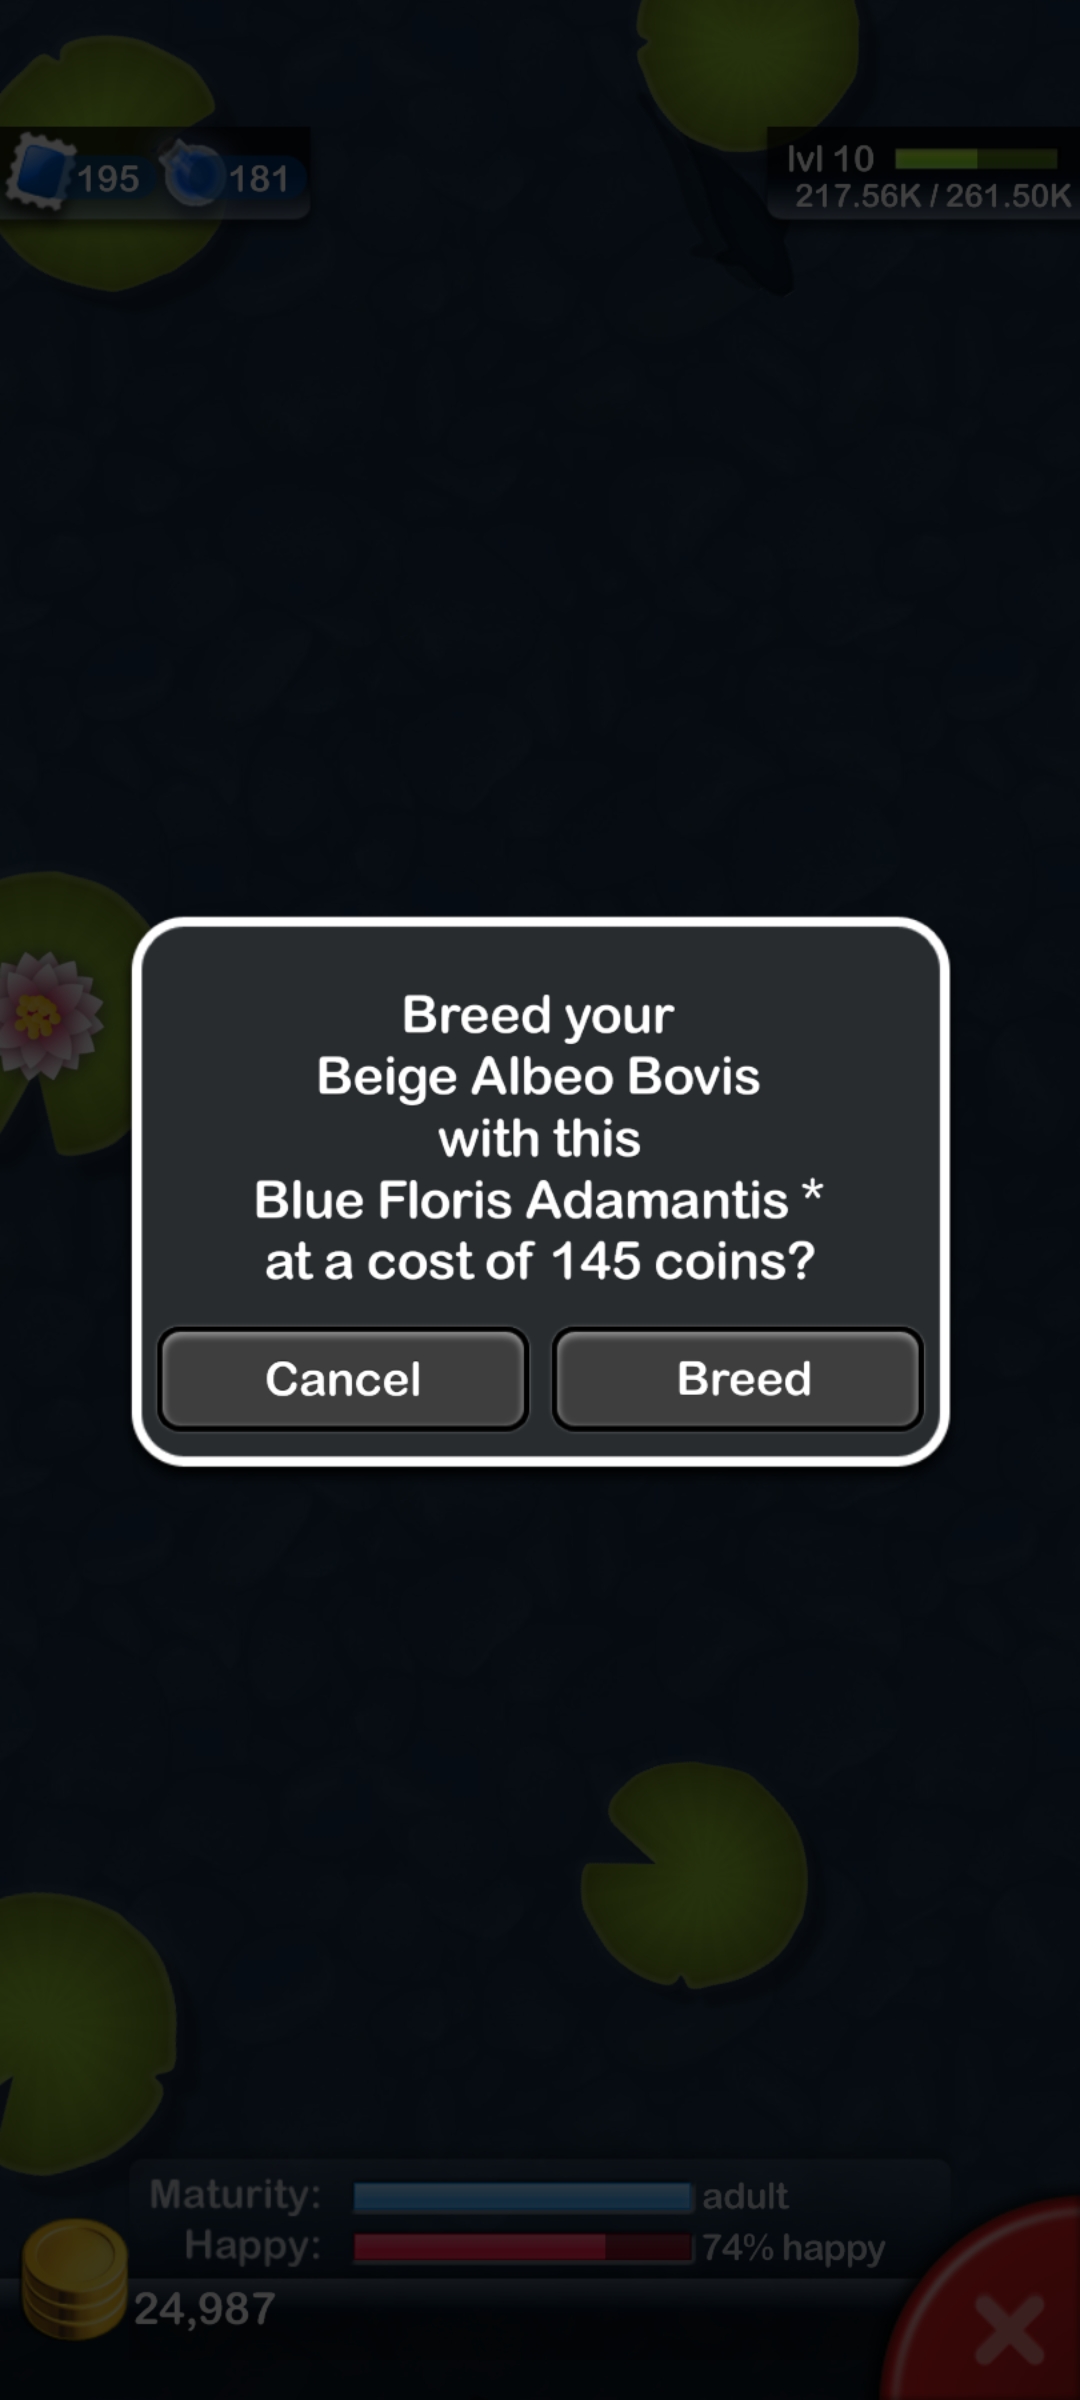 195 181
lvl 10
217.56K / 261.50K
Breed your
Beige Albeo Bovis
with this
Blue Floris Adamantis *
at a cost of 145 coins?
Cancel Breed
Maturity: adult
Happy: 74% happy
24,987